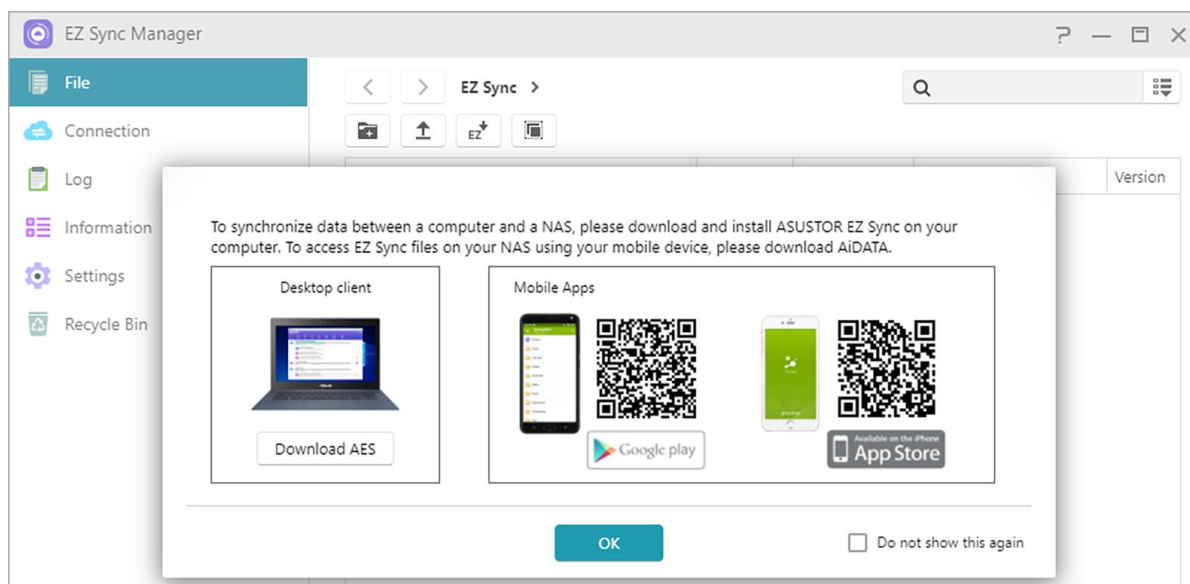 EZ Sync Manager
File
EZ Sync
Connection
EZ
Log
Version
Information
To synchronize data between a computer and a NAS, please download and install ASUSTOR EZ Sync on your
computer. To access EZ Sync files on your NAS using your mobile device, please download AiDATA.
Settings
Desktop client
Mobile Apps
Recycle Bin
Download AES
Google play
Available on the iPhone
App Store
OK
Do not show this again